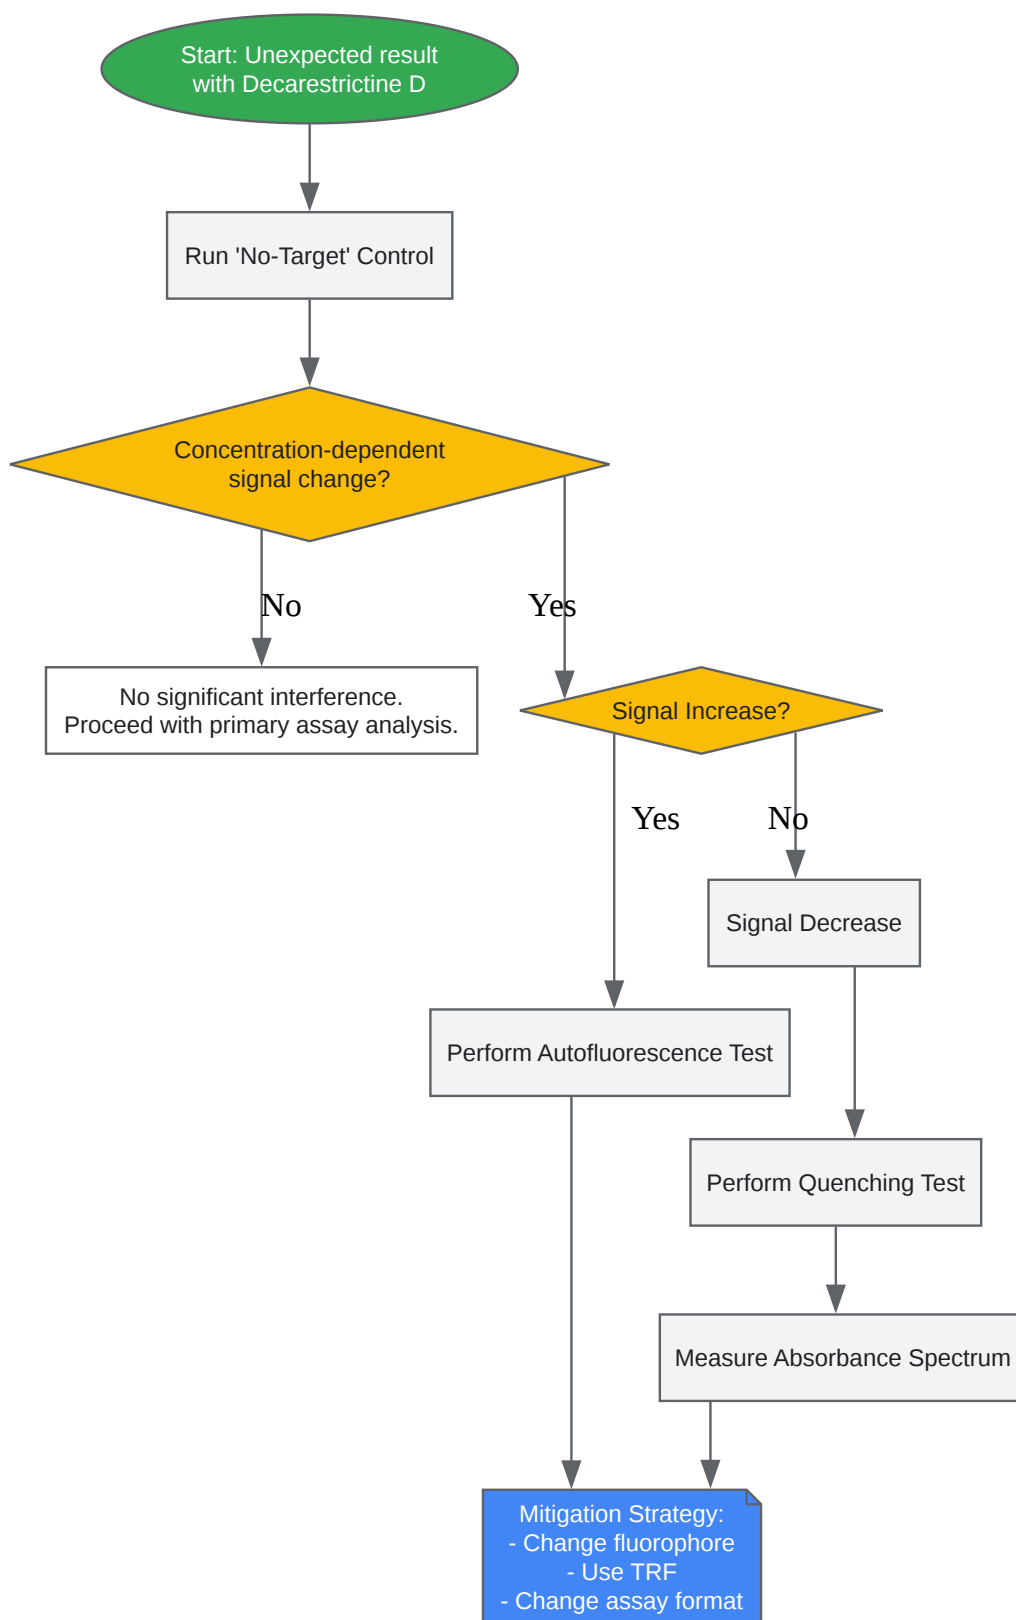 Start: Unexpected result
with Decarestrictine D
Run 'No-Target' Control
Concentration-dependent
signal change?
No
Yes
No significant interference.
Proceed with primary assay analysis.
Signal Increase?
Yes
No
Signal Decrease
Perform Autofluorescence Test
Perform Quenching Test
Measure Absorbance Spectrum
Mitigation Strategy:
- Change fluorophore
- Use TRF
- Change assay format